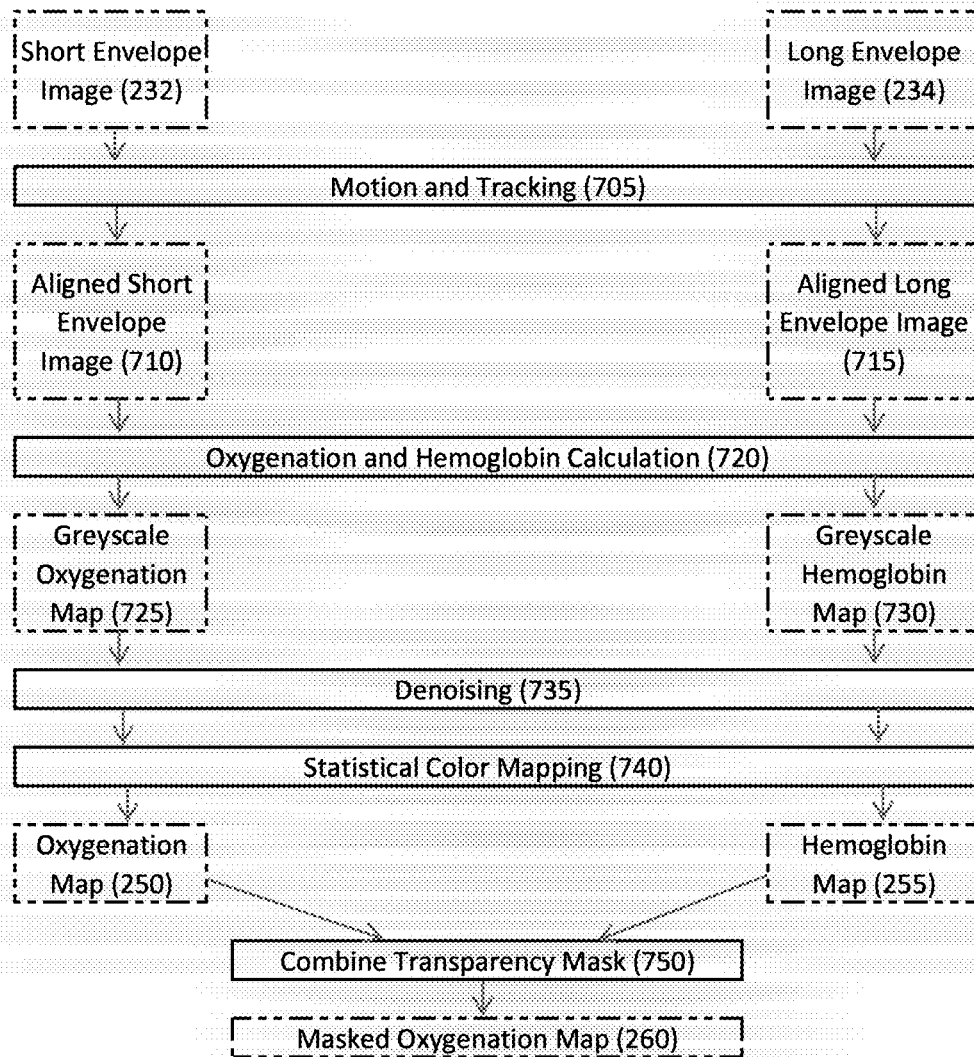 Short Envelope
Image (232)
Long Envelope
Image (234)
Motion and Tracking (705)
Aligned Short
Envelope
Image (710)
Aligned Long
Envelope Image
(715)
Oxygenation and Hemoglobin Calculation (720)
Greyscale
Oxygenation
Map (725)
Greyscale
Hemoglobin
Map (730)
Denoising (735)
Statistical Color Mapping (740)
Oxygenation
Map (250)
Hemoglobin
Map (255)
Combine Transparency Mask (750)
Masked Oxygenation Map (260)